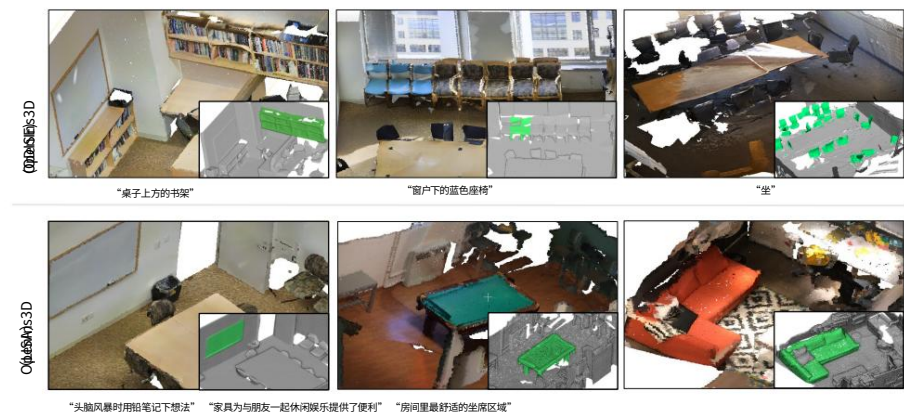 “桌子上方的书架”
“窗户下的蓝色座椅”
“坐”
“头脑风暴时用铅笔记下想法” “家具为与朋友一起休闲娱乐提供了便利” “房间里最舒适的坐席区域”